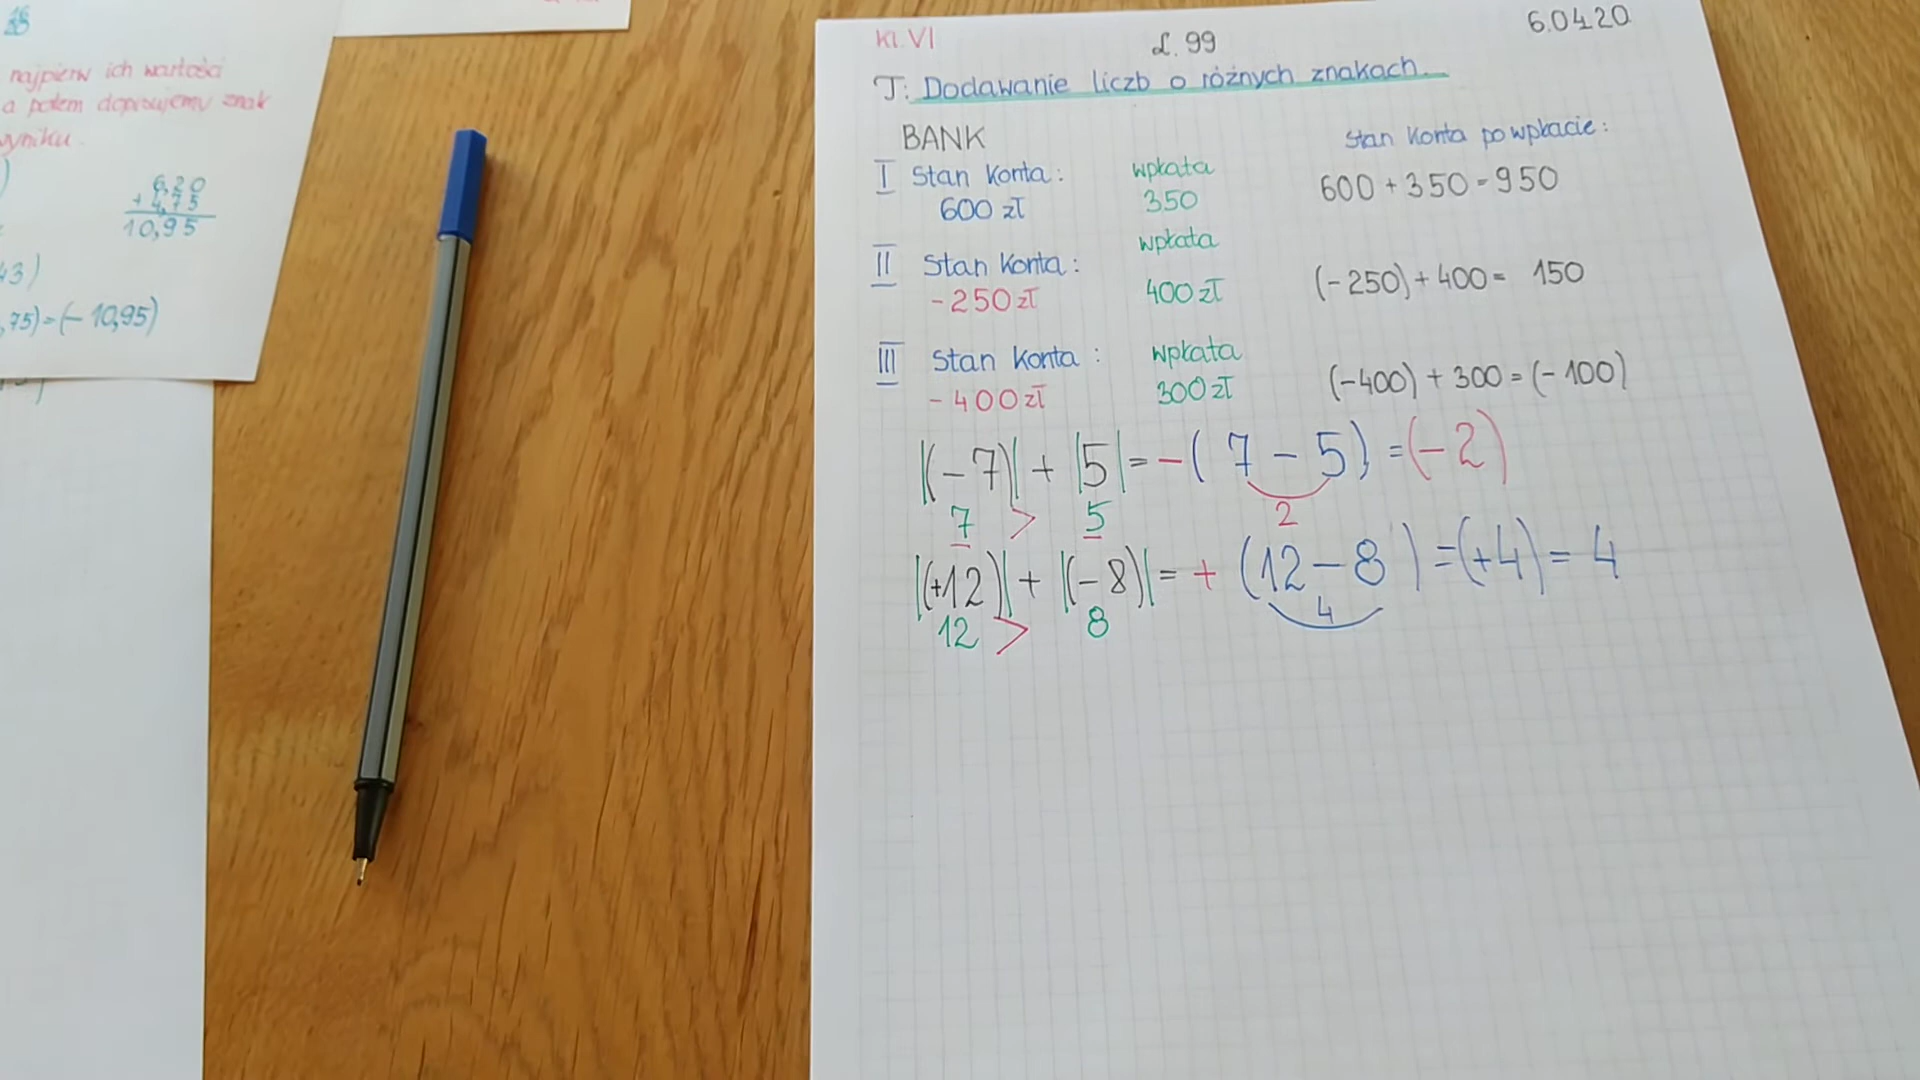 najpierw ich wartości
a potem dopisujemy znak
wyniku.
6,20
+ 4,75
10,95
43)
,75)=(- 10,95)
kl. VI
L. 99
6.04.20
T: Dodawanie liczb o różnych znakach.
BANK
Stan konta po wpłacie:
I Stan konta: wpłata
600 zł 350 600 + 350 = 950
II Stan konta: wpłata
-250 zł 400 zł (-250) + 400 = 150
III Stan konta: wpłata
-400 zł 300 zł (-400) + 300 = (-100)
|(-7)| + |5| = -( 7 - 5) = (-2)
7 > 5 2
|(+12)| + |(-8)| = + (12 - 8) = (+4) = 4
12 > 8 4